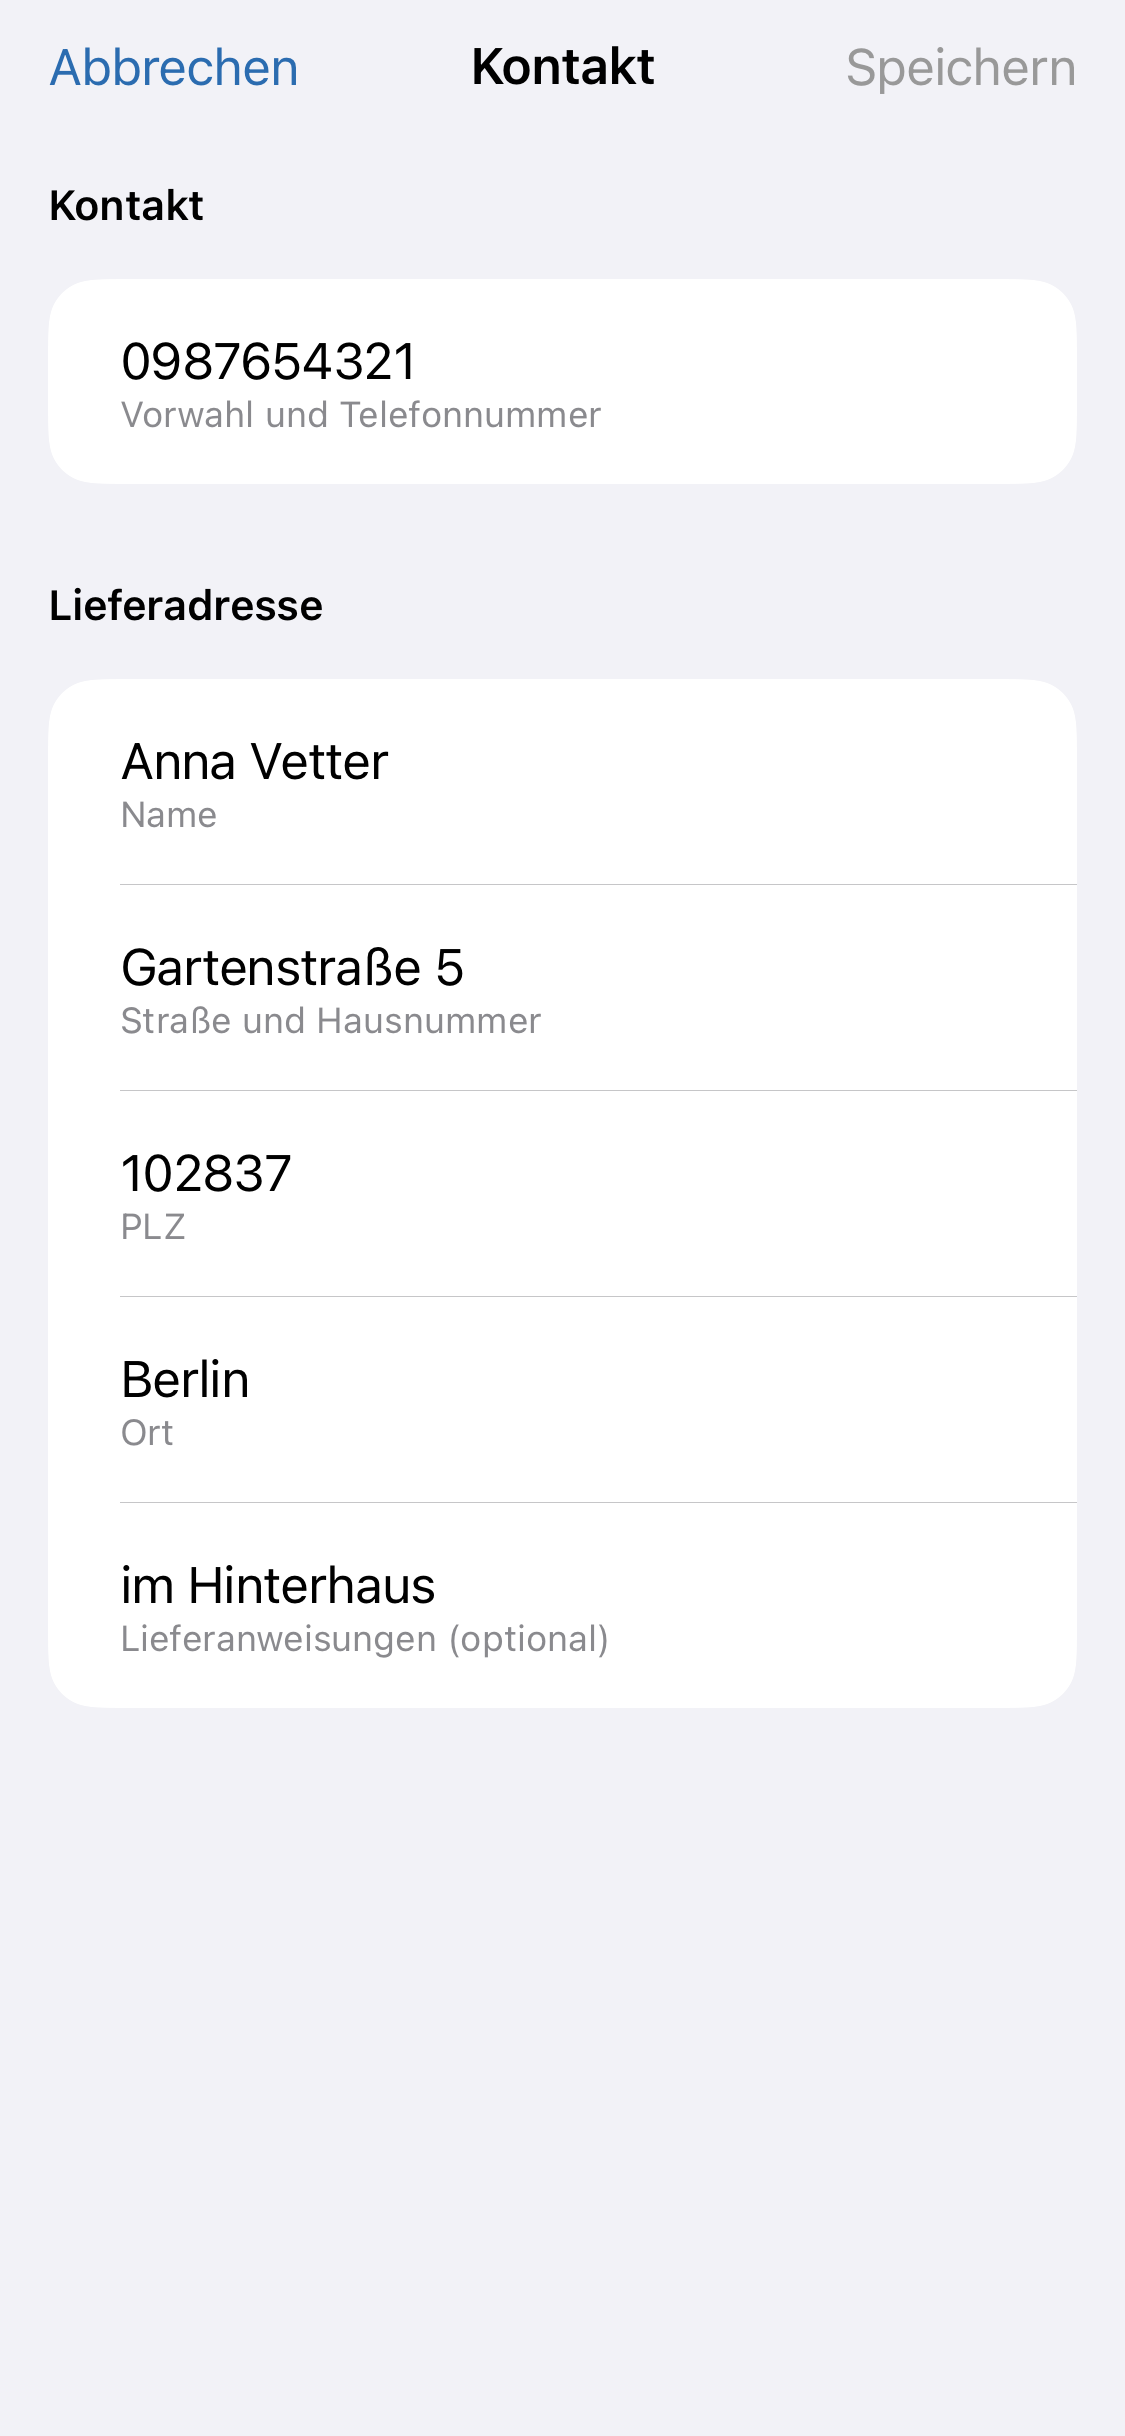 Abbrechen Kontakt Speichern
Kontakt
0987654321
Vorwahl und Telefonnummer
Lieferadresse
Anna Vetter
Name
Gartenstraße 5
Straße und Hausnummer
102837
PLZ
Berlin
Ort
im Hinterhaus
Lieferanweisungen (optional)